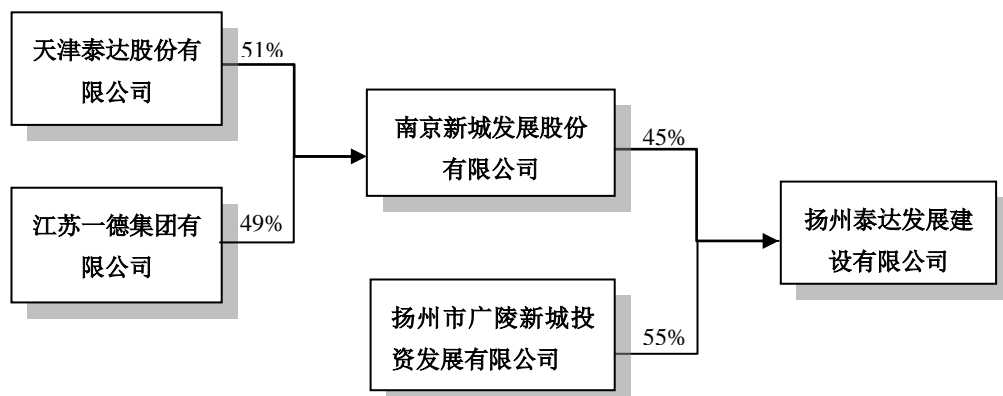 天津泰达股份有
限公司
51%
江苏一德集团有
限公司
49%
南京新城发展股份
有限公司
45%
扬州市广陵新城投
资发展有限公司
55%
扬州泰达发展建
设有限公司